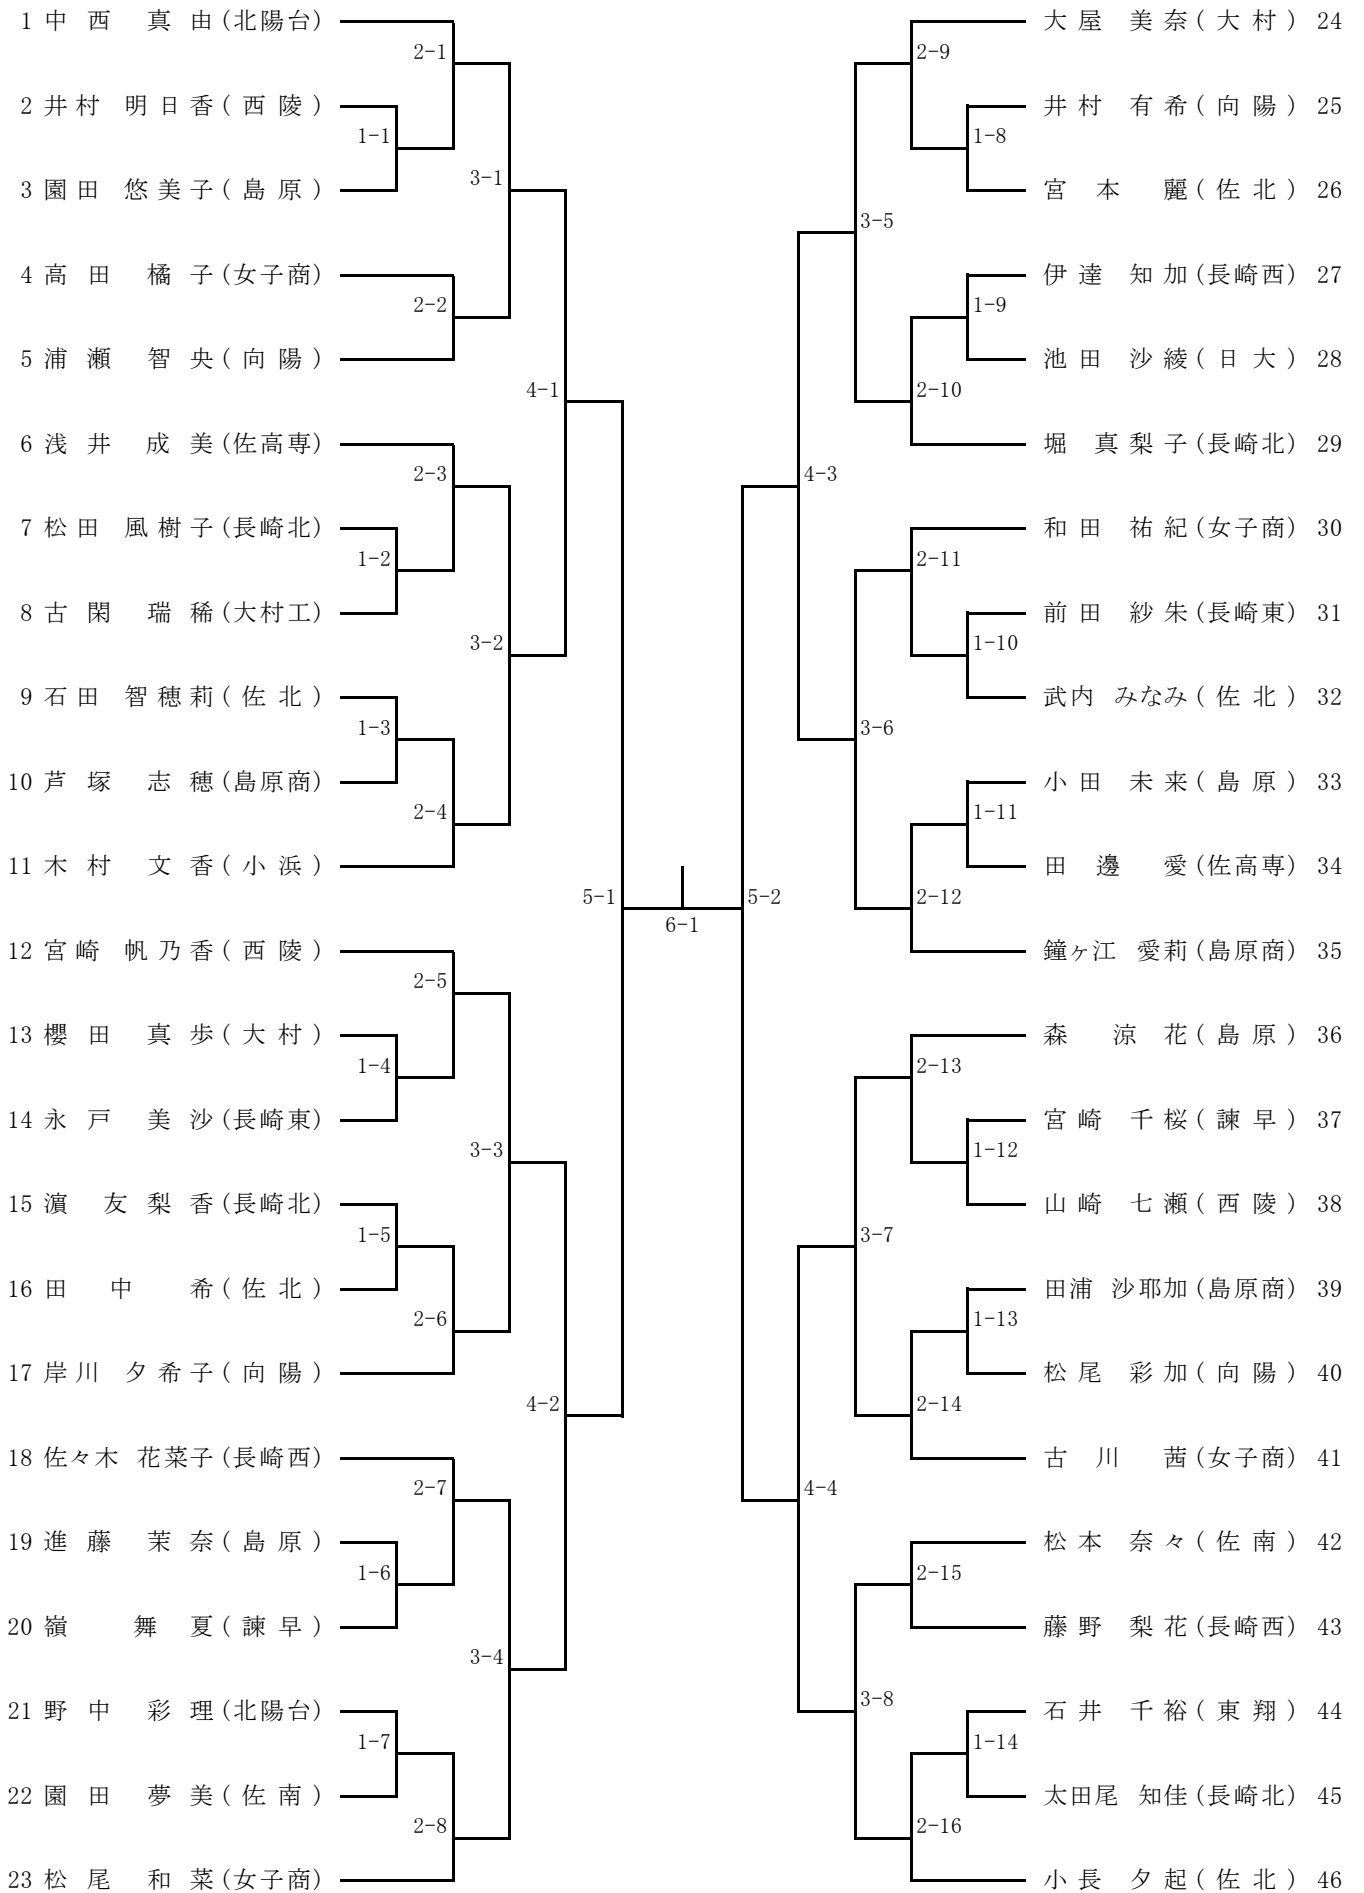 1 中西 真由(北陽台)
2-1
2 井村 明日香(西陵)
1-1
3 園田 悠美子(島原)
3-1
4 高田 橘子(女子商)
2-2
5 浦瀬 智央(向陽)
4-1
6 浅井 成美(佐高専)
2-3
7 松田 風樹子(長崎北)
1-2
8 古閑 瑞稀(大村工)
3-2
9 石田 智穂莉(佐北)
1-3
10 芦塚 志穂(島原商)
2-4
11 木村 文香(小浜)
5-1
12 宮崎 帆乃香(西陵)
2-5
13 櫻田 真歩(大村)
1-4
14 永戸 美沙(長崎東)
3-3
15 濵 友梨香(長崎北)
1-5
16 田中 希(佐北)
2-6
17 岸川 夕希子(向陽)
4-2
18 佐々木 花菜子(長崎西)
2-7
19 進藤 茉奈(島原)
1-6
20 嶺 舞夏(諫早)
3-4
21 野中 彩理(北陽台)
1-7
22 園田 夢美(佐南)
2-8
23 松尾 和菜(女子商)
6-1
大屋 美奈(大村) 24
2-9
井村 有希(向陽) 25
1-8
宮本 麗(佐北) 26
3-5
伊達 知加(長崎西) 27
1-9
池田 沙綾(日大) 28
2-10
堀 真梨子(長崎北) 29
4-3
和田 祐紀(女子商) 30
2-11
前田 紗朱(長崎東) 31
1-10
武内 みなみ(佐北) 32
3-6
小田 未来(島原) 33
1-11
田邊 愛(佐高専) 34
5-2
2-12
鐘ヶ江 愛莉(島原商) 35
森 涼花(島原) 36
2-13
宮崎 千桜(諫早) 37
1-12
山崎 七瀬(西陵) 38
3-7
田浦 沙耶加(島原商) 39
1-13
松尾 彩加(向陽) 40
2-14
古川 茜(女子商) 41
4-4
松本 奈々(佐南) 42
2-15
藤野 梨花(長崎西) 43
3-8
石井 千裕(東翔) 44
1-14
太田尾 知佳(長崎北) 45
2-16
小長 夕起(佐北) 46